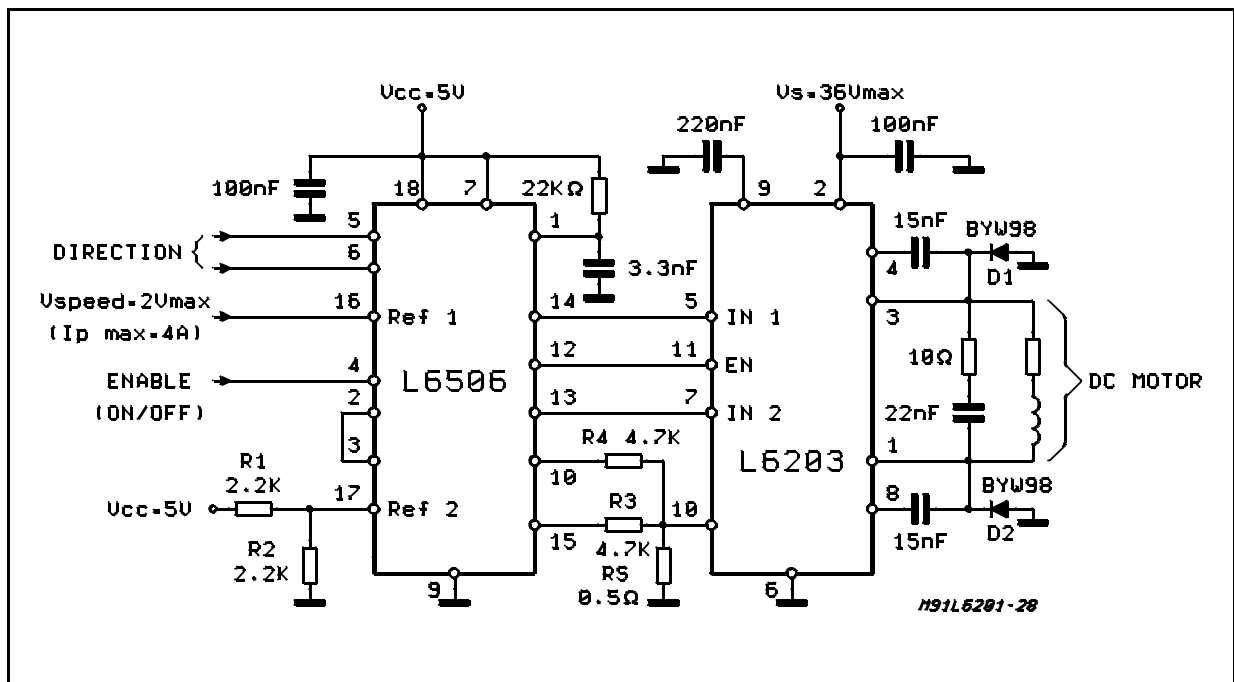 Vcc=5V
Vs=36Vmax
220nF
100nF
100nF
18
7
22KΩ
9
2
5
1
15nF
BYW98
DIRECTION {
6
3.3nF
4
D1
Vspeed=2Vmax
16
Ref 1
14
5
IN 1
3
(Ip max=4A)
12
11
EN
10Ω
ENABLE
4
L6506
DC MOTOR
(ON/OFF)
2
13
7
IN 2
22nF
3
R4 4.7K
L6203
1
R1
2.2K
10
8
BYW98
Vcc=5V
17
Ref 2
R3
10
R2
2.2K
15
4.7K
15nF
D2
RS
0.5Ω
9
6
M91L6201-28